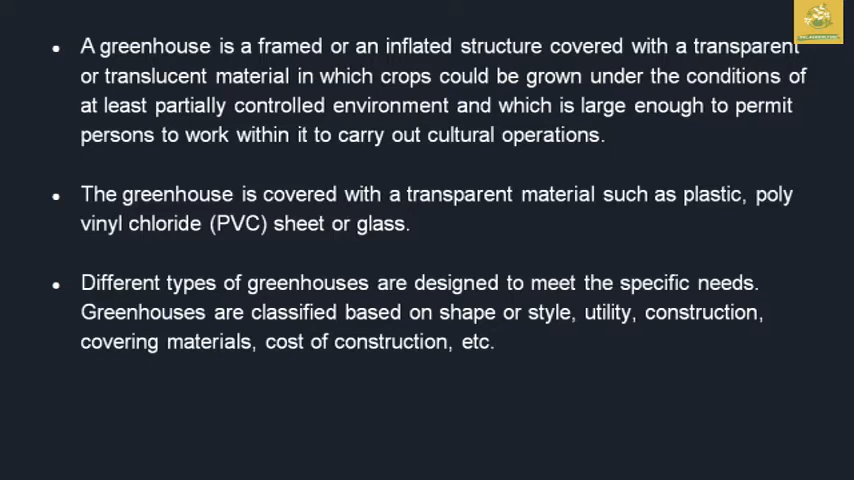 • A greenhouse is a framed or an inflated structure covered with a transparent
or translucent material in which crops could be grown under the conditions of
at least partially controlled environment and which is large enough to permit
persons to work within it to carry out cultural operations.
• The greenhouse is covered with a transparent material such as plastic, poly
vinyl chloride (PVC) sheet or glass.
• Different types of greenhouses are designed to meet the specific needs.
Greenhouses are classified based on shape or style, utility, construction,
covering materials, cost of construction, etc.